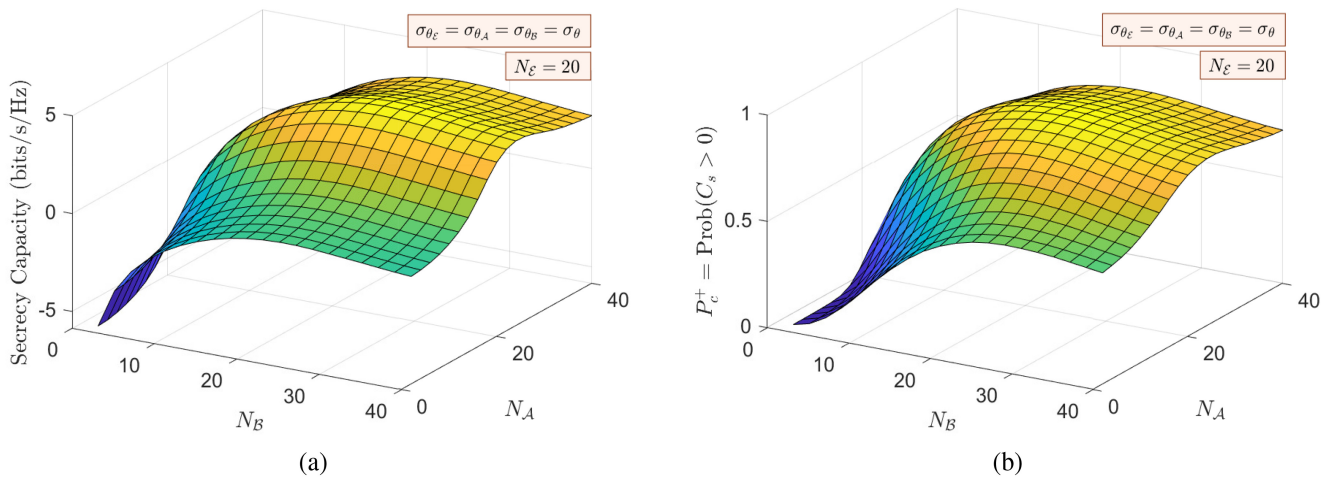 σ_{θ_ℰ} = σ_{θ_𝒜} = σ_{θ_ℬ} = σ_θ
N_ℰ = 20
Secrecy Capacity (bits/s/Hz)
5
0
-5
0
10
20
30
40
N_ℬ
0
20
40
N_𝒜
(a)
σ_{θ_ℰ} = σ_{θ_𝒜} = σ_{θ_ℬ} = σ_θ
N_ℰ = 20
P_c^+ = Prob(C_s > 0)
1
0.5
0
0
10
20
30
40
N_ℬ
0
20
40
N_𝒜
(b)